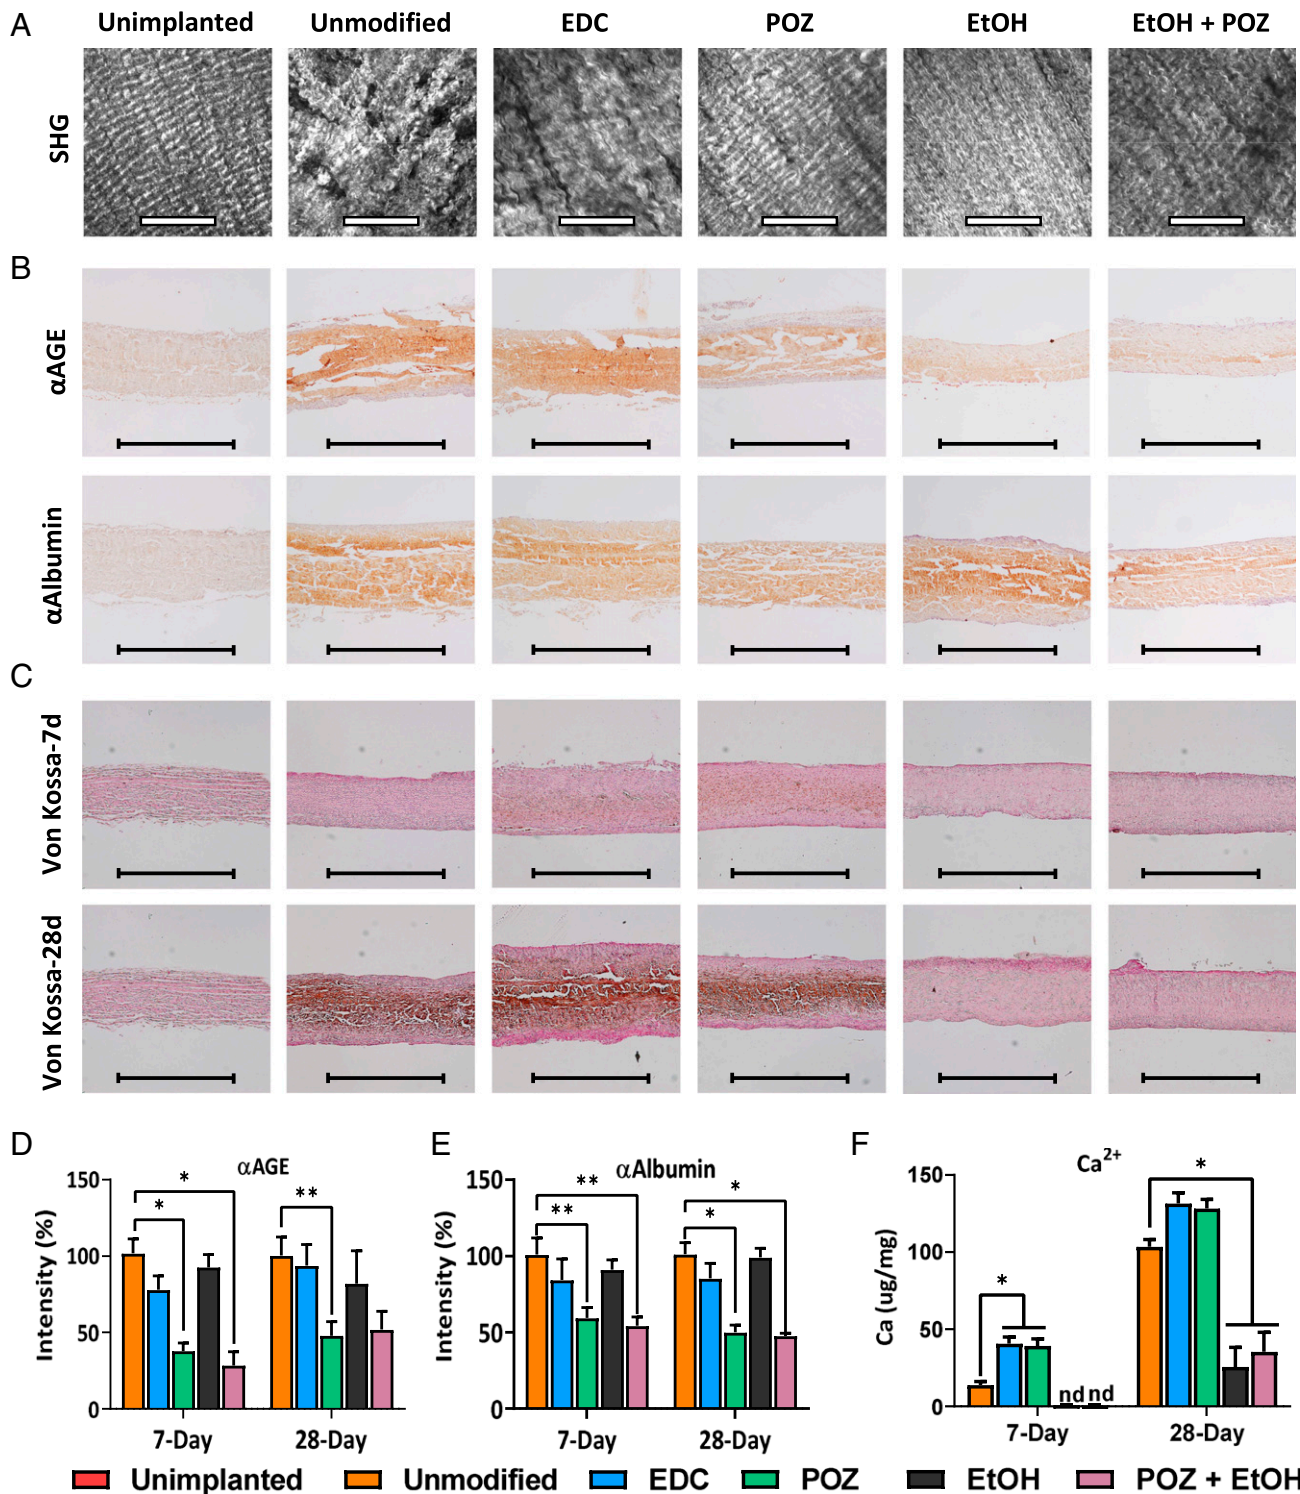 A
Unimplanted Unmodified EDC POZ EtOH EtOH + POZ
SHG
B
αAGE
αAlbumin
C
Von Kossa-7d
Von Kossa-28d
D
αAGE
Intensity (%)
150
100
50
0
* * **
7-Day 28-Day
E
αAlbumin
Intensity (%)
150
100
50
0
** ** * *
7-Day 28-Day
F
Ca2+
Ca (ug/mg)
150
100
50
0
* *
nd nd
7-Day 28-Day
Unimplanted Unmodified EDC POZ EtOH POZ + EtOH